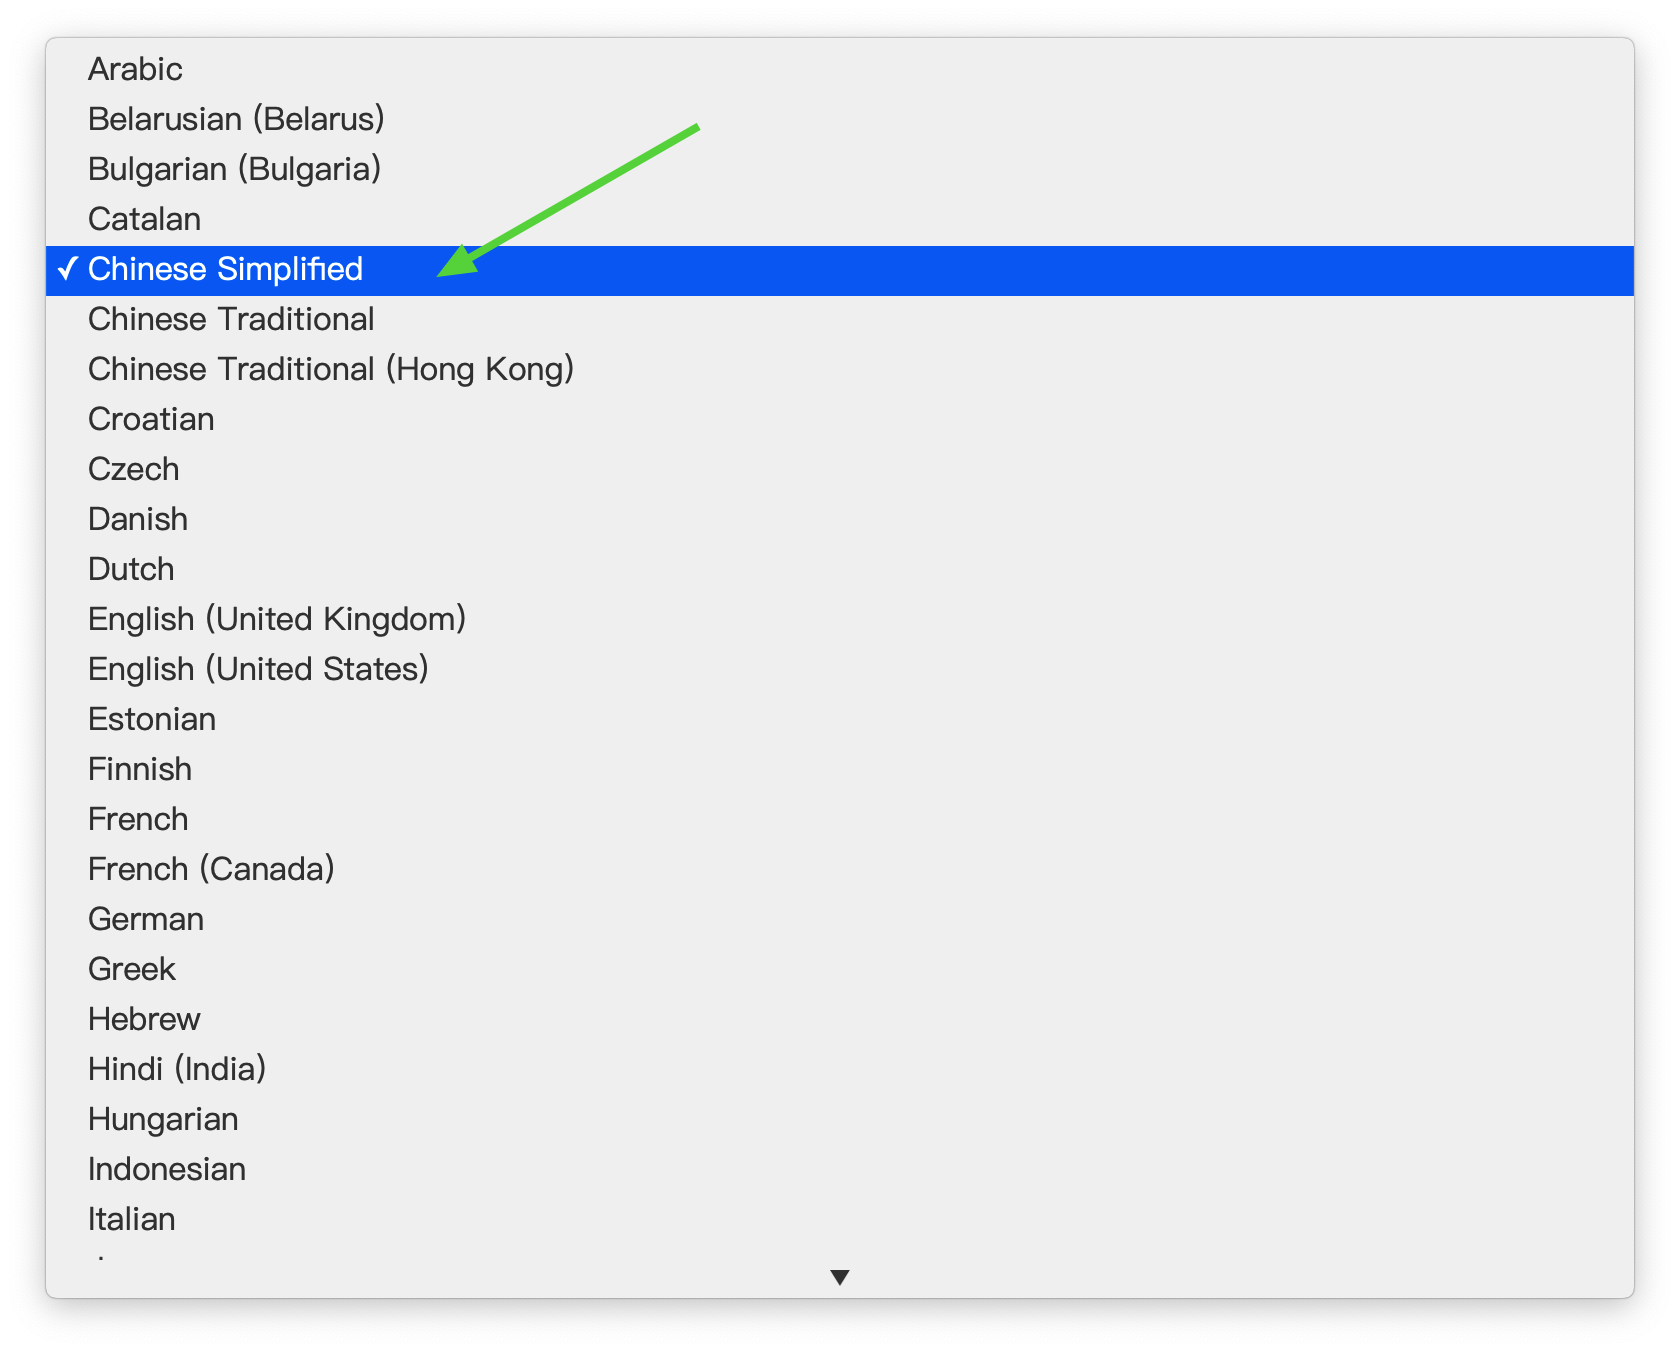 Arabic
Belarusian (Belarus)
Bulgarian (Bulgaria)
Catalan
✓ Chinese Simplified
Chinese Traditional
Chinese Traditional (Hong Kong)
Croatian
Czech
Danish
Dutch
English (United Kingdom)
English (United States)
Estonian
Finnish
French
French (Canada)
German
Greek
Hebrew
Hindi (India)
Hungarian
Indonesian
Italian